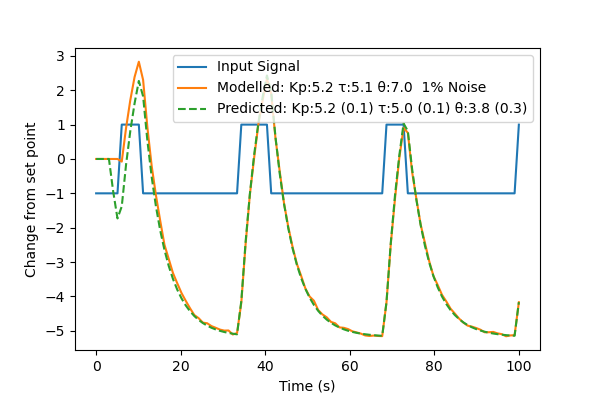 Input Signal
Modelled: Kp:5.2 τ:5.1 θ:7.0  1% Noise
Predicted: Kp:5.2 (0.1) τ:5.0 (0.1) θ:3.8 (0.3)
Change from set point
3
2
1
0
−1
−2
−3
−4
−5
0 20 40 60 80 100
Time (s)